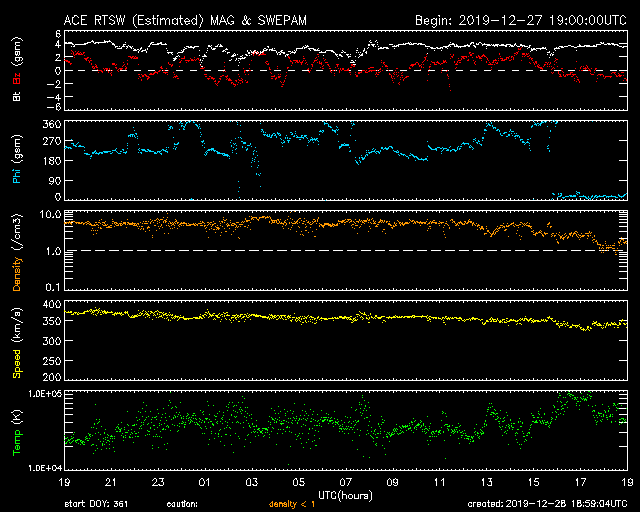 ACE RTSW (Estimated) MAG & SWEPAM Begin: 2019-12-27 19:00:00UTC
Bt Bz (gsm)
6
4
2
0
-2
-4
-6
Phi (gsm)
360
270
180
90
0
Density (/cm3)
10.0
1.0
0.1
Speed (km/s)
400
350
300
250
200
Temp (K)
1.0E+05
1.0E+04
19 21 23 01 03 05 07 09 11 13 15 17 19
UTC(hours)
start DOY: 361 caution: density < 1 created: 2019-12-28 18:59:04UTC